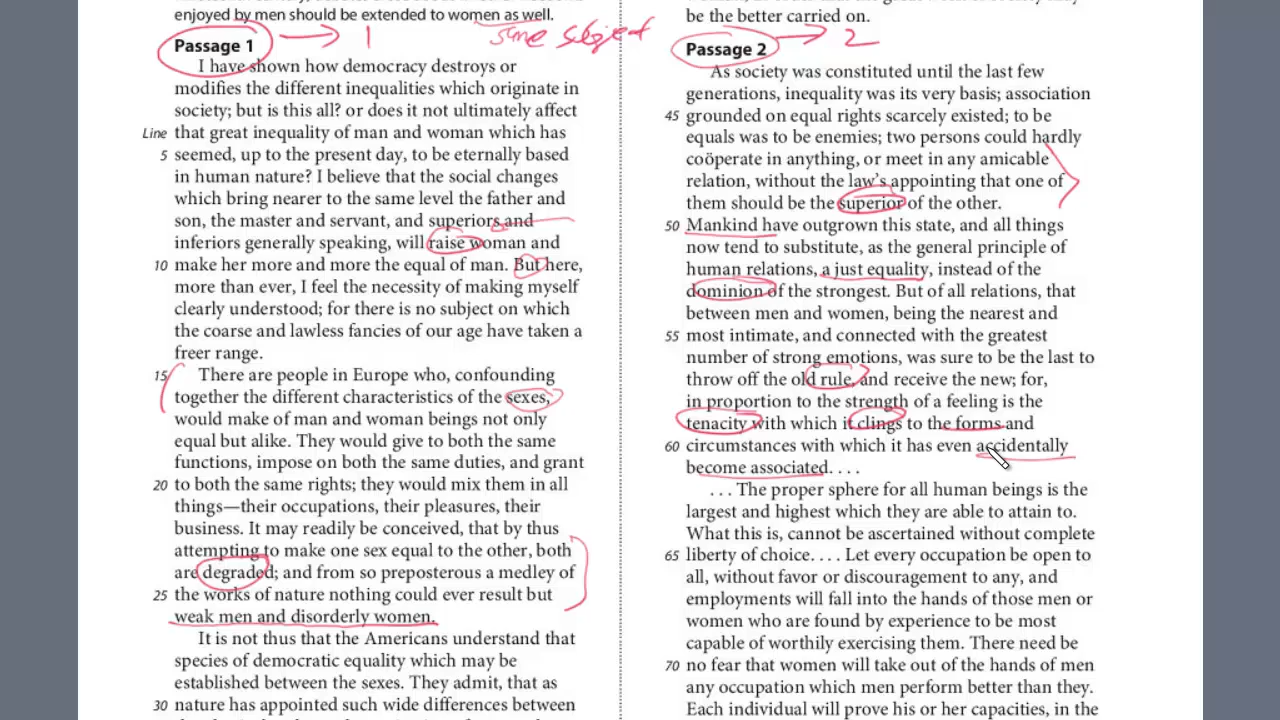 enjoyed by men should be extended to women as well.
same subject
Passage 1
1
I have shown how democracy destroys or
modifies the different inequalities which originate in
society; but is this all? or does it not ultimately affect
Line that great inequality of man and woman which has
5 seemed, up to the present day, to be eternally based
in human nature? I believe that the social changes
which bring nearer to the same level the father and
son, the master and servant, and superiors and
inferiors generally speaking, will raise woman and
10 make her more and more the equal of man. But here,
more than ever, I feel the necessity of making myself
clearly understood; for there is no subject on which
the coarse and lawless fancies of our age have taken a
freer range.
15 There are people in Europe who, confounding
together the different characteristics of the sexes,
would make of man and woman beings not only
equal but alike. They would give to both the same
functions, impose on both the same duties, and grant
20 to both the same rights; they would mix them in all
things—their occupations, their pleasures, their
business. It may readily be conceived, that by thus
attempting to make one sex equal to the other, both
are degraded; and from so preposterous a medley of
25 the works of nature nothing could ever result but
weak men and disorderly women.
It is not thus that the Americans understand that
species of democratic equality which may be
established between the sexes. They admit, that as
30 nature has appointed such wide differences between
be the better carried on.
Passage 2
2
As society was constituted until the last few
generations, inequality was its very basis; association
45 grounded on equal rights scarcely existed; to be
equals was to be enemies; two persons could hardly
coöperate in anything, or meet in any amicable
relation, without the law's appointing that one of
them should be the superior of the other.
50 Mankind have outgrown this state, and all things
now tend to substitute, as the general principle of
human relations, a just equality, instead of the
dominion of the strongest. But of all relations, that
between men and women, being the nearest and
55 most intimate, and connected with the greatest
number of strong emotions, was sure to be the last to
throw off the old rule, and receive the new; for,
in proportion to the strength of a feeling is the
tenacity with which it clings to the forms and
60 circumstances with which it has even accidentally
become associated. . . .
. . . The proper sphere for all human beings is the
largest and highest which they are able to attain to.
What this is, cannot be ascertained without complete
65 liberty of choice. . . . Let every occupation be open to
all, without favor or discouragement to any, and
employments will fall into the hands of those men or
women who are found by experience to be most
capable of worthily exercising them. There need be
70 no fear that women will take out of the hands of men
any occupation which men perform better than they.
Each individual will prove his or her capacities, in the